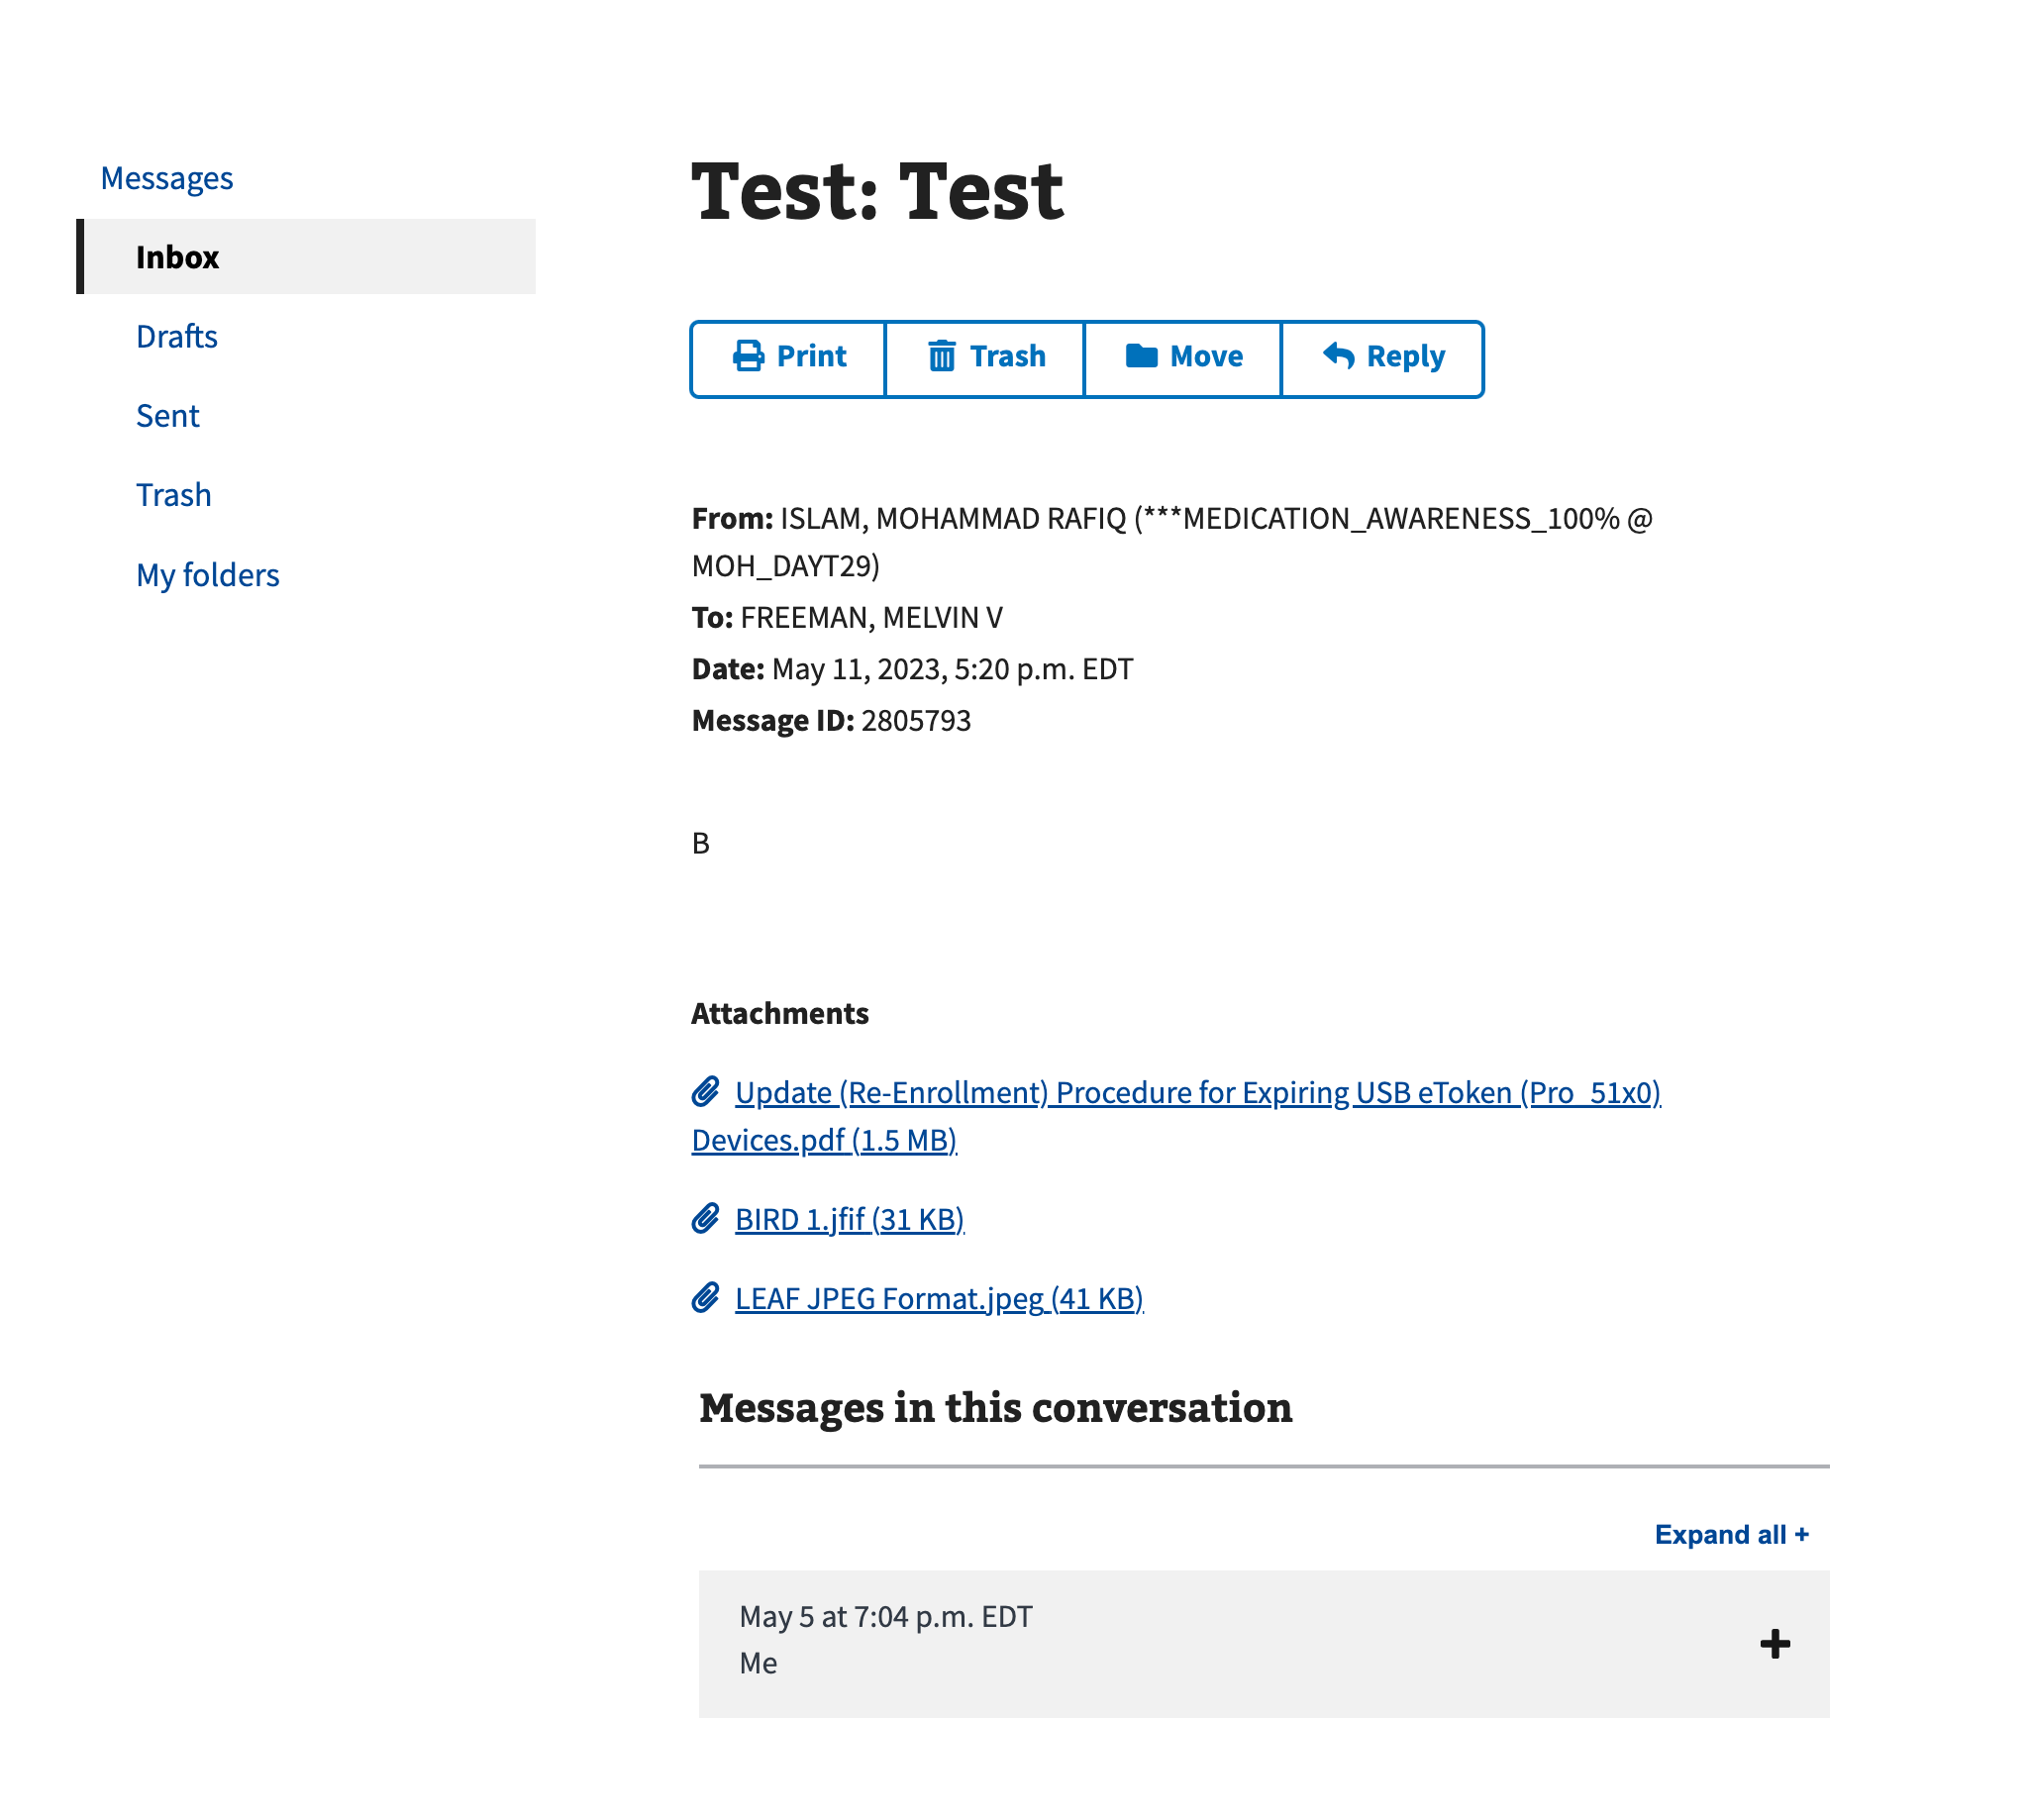 Messages
Inbox
Drafts
Sent
Trash
My folders
Test: Test
Print
Trash
Move
Reply
From: ISLAM, MOHAMMAD RAFIQ (***MEDICATION_AWARENESS_100% @
MOH_DAYT29)
To: FREEMAN, MELVIN V
Date: May 11, 2023, 5:20 p.m. EDT
Message ID: 2805793
B
Attachments
Update (Re-Enrollment) Procedure for Expiring USB eToken (Pro_51x0)
Devices.pdf (1.5 MB)
BIRD 1.jfif (31 KB)
LEAF JPEG Format.jpeg (41 KB)
Messages in this conversation
Expand all +
May 5 at 7:04 p.m. EDT
Me